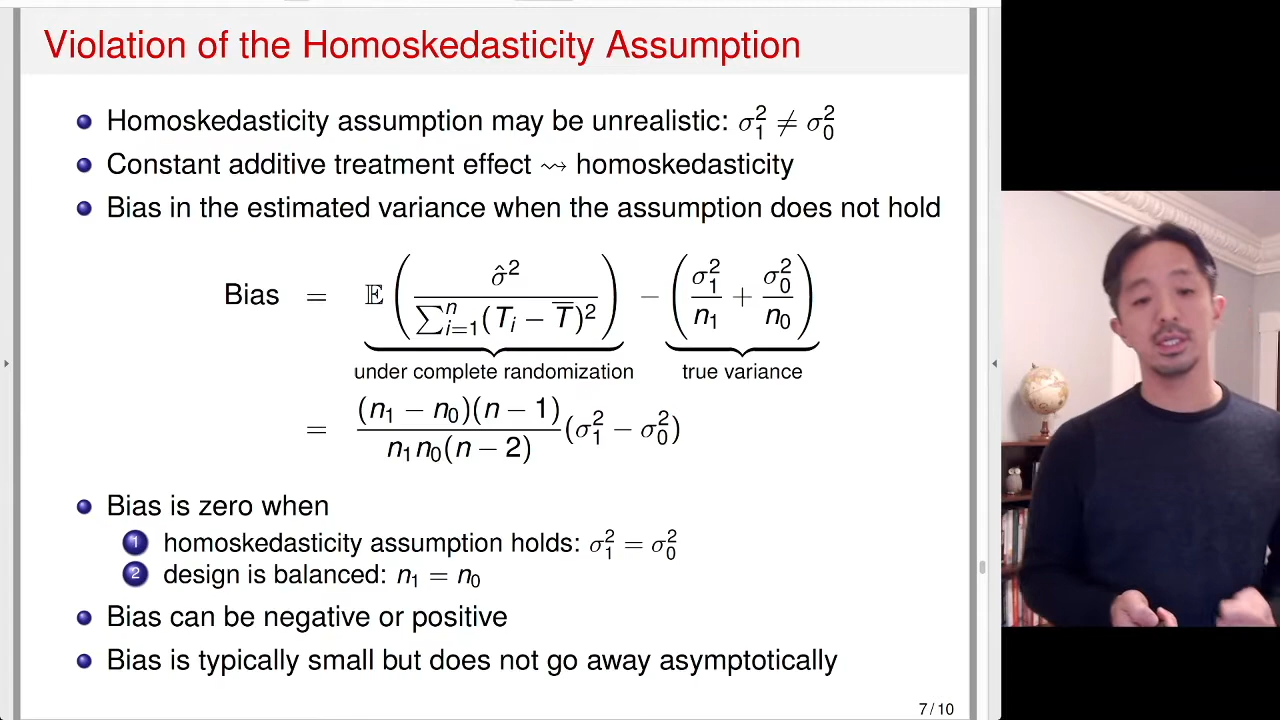 Violation of the Homoskedasticity Assumption
Homoskedasticity assumption may be unrealistic: σ₁² ≠ σ₀²
Constant additive treatment effect ⇝ homoskedasticity
Bias in the estimated variance when the assumption does not hold
Bias = 𝔼 ( σ̂² / ∑ᵢ₌₁ⁿ (Tᵢ − T̅)² ) − ( σ₁²/n₁ + σ₀²/n₀ )
under complete randomization true variance
= (n₁ − n₀)(n − 1) / n₁n₀(n − 2) (σ₁² − σ₀²)
Bias is zero when
1 homoskedasticity assumption holds: σ₁² = σ₀²
2 design is balanced: n₁ = n₀
Bias can be negative or positive
Bias is typically small but does not go away asymptotically
7 / 10